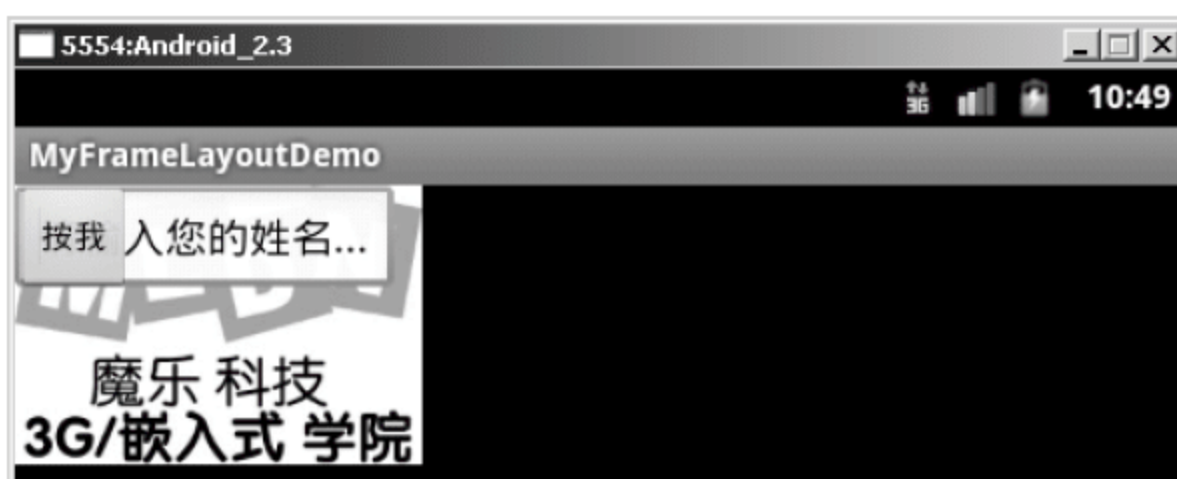 5554:Android_2.3
3G 10:49
MyFrameLayoutDemo
按我 入您的姓名...
魔乐科技
3G/嵌入式 学院